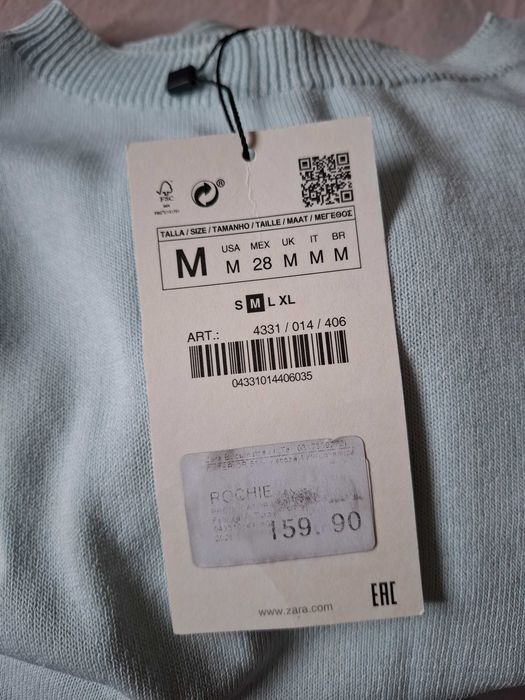 FSC
TALLA / SIZE / TAMANHO / TAILLE / MAAT / ΜΕΓΕΘΟΣ
M
USA MEX UK IT BR
M 28 M M M
S M L XL
ART.: 4331 / 014 / 406
04331014406035
ROCHIE
159.90
www.zara.com
EAC